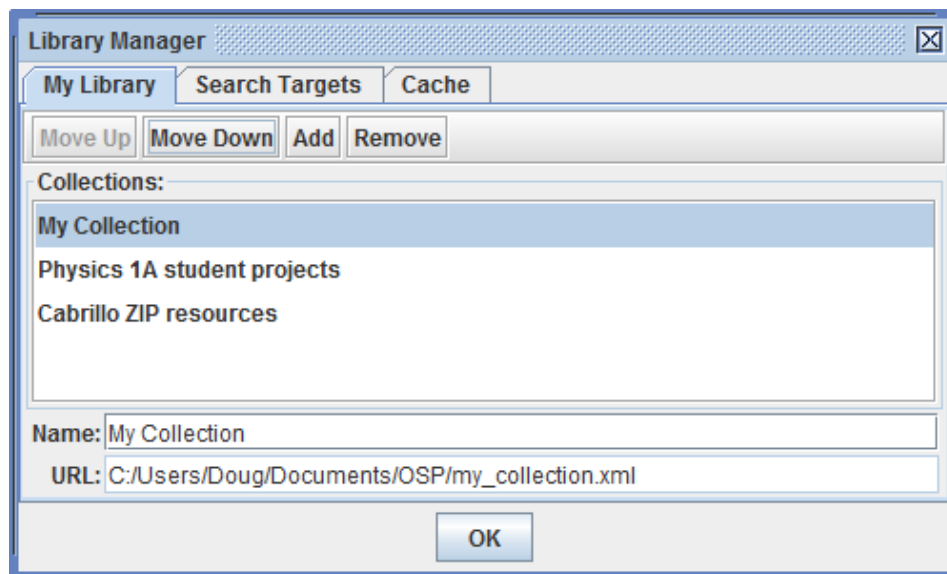 Library Manager
My Library Search Targets Cache
Move Up Move Down Add Remove
Collections:
My Collection
Physics 1A student projects
Cabrillo ZIP resources
Name: My Collection
URL: C:/Users/Doug/Documents/OSP/my_collection.xml
OK